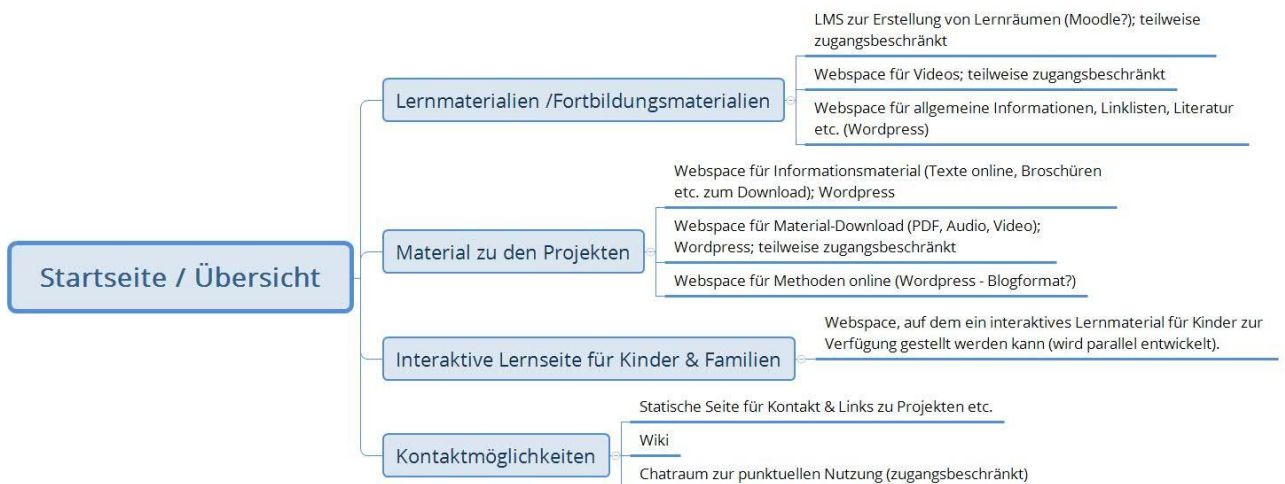 Startseite / Übersicht
Lernmaterialien /Fortbildungsmaterialien
LMS zur Erstellung von Lernräumen (Moodle?); teilweise
zugangsbeschränkt
Webspace für Videos; teilweise zugangsbeschränkt
Webspace für allgemeine Informationen, Linklisten, Literatur
etc. (Wordpress)
Material zu den Projekten
Webspace für Informationsmaterial (Texte online, Broschüren
etc. zum Download); Wordpress
Webspace für Material-Download (PDF, Audio, Video);
Wordpress; teilweise zugangsbeschränkt
Webspace für Methoden online (Wordpress - Blogformat?)
Interaktive Lernseite für Kinder & Familien
Webspace, auf dem ein interaktives Lernmaterial für Kinder zur
Verfügung gestellt werden kann (wird parallel entwickelt).
Kontaktmöglichkeiten
Statische Seite für Kontakt & Links zu Projekten etc.
Wiki
Chatraum zur punktuellen Nutzung (zugangsbeschränkt)